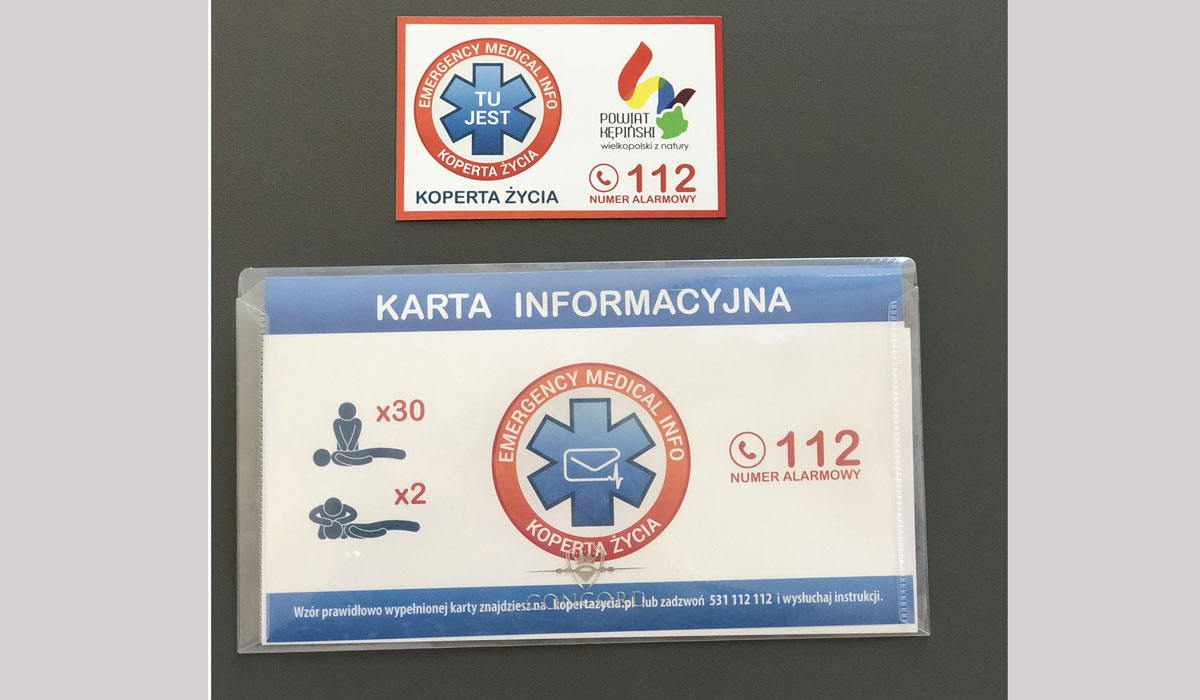 EMERGENCY MEDICAL INFO
TU
JEST
KOPERTA ŻYCIA
KOPERTA ŻYCIA
POWIAT
KĘPIŃSKI
wielkopolski z natury
112
NUMER ALARMOWY
KARTA INFORMACYJNA
x30
x2
EMERGENCY MEDICAL INFO
KOPERTA ŻYCIA
112
NUMER ALARMOWY
CONCORD
Wzór prawidłowo wypełnionej karty znajdziesz na kopertazycia.pl lub zadzwoń 531 112 112 i wysłuchaj instrukcji.